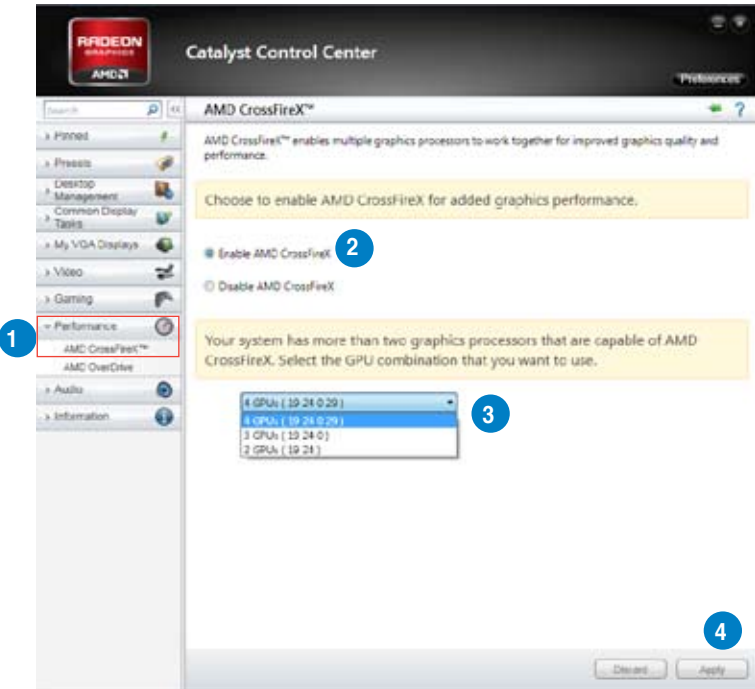 RADEON
GRAPHICS
AMD
Catalyst Control Center
Preferences
Search
AMD CrossFireX™
?
Pinned
AMD CrossFireX™ enables multiple graphics processors to work together for improved graphics quality and
performance.
Presets
Desktop
Management
Choose to enable AMD CrossFireX for added graphics performance.
Common Display
Tasks
My VGA Displays
2
Enable AMD CrossFireX
Video
Disable AMD CrossFireX
Gaming
1
Performance
AMD CrossFireX™
AMD OverDrive
Your system has more than two graphics processors that are capable of AMD
CrossFireX. Select the GPU combination that you want to use.
Audio
Information
4 GPUs ( 19 24 0 29 )
3
4 GPUs ( 19 24 0 29 )
3 GPUs ( 19 24 0 )
2 GPUs ( 19 24 )
4
Discard
Apply